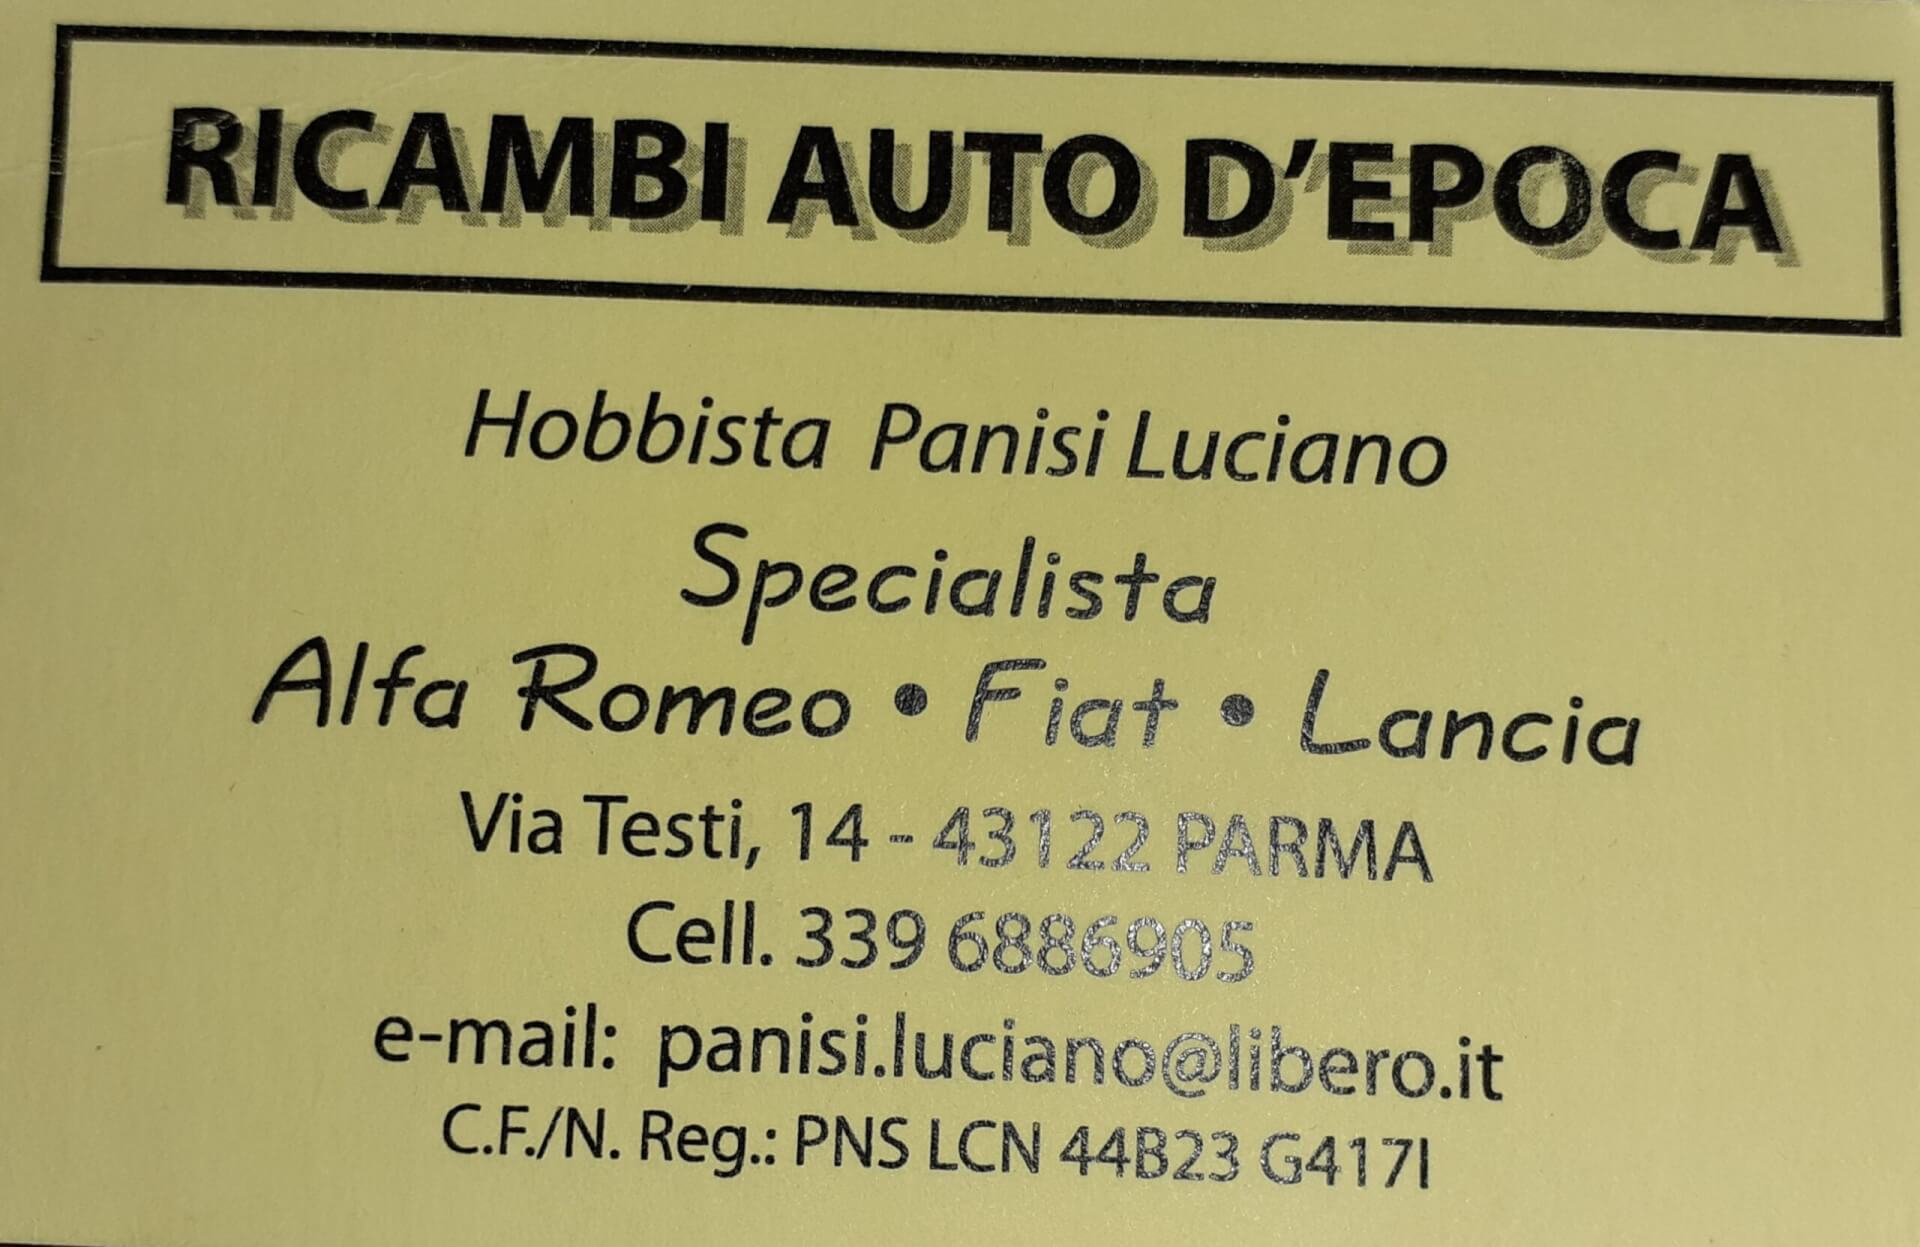 RICAMBI AUTO D'EPOCA
Hobbista Panisi Luciano
Specialista
Alfa Romeo • Fiat • Lancia
Via Testi, 14 - 43122 PARMA
Cell. 339 6886905
e-mail: panisi.luciano@libero.it
C.F./N. Reg.: PNS LCN 44B23 G417I